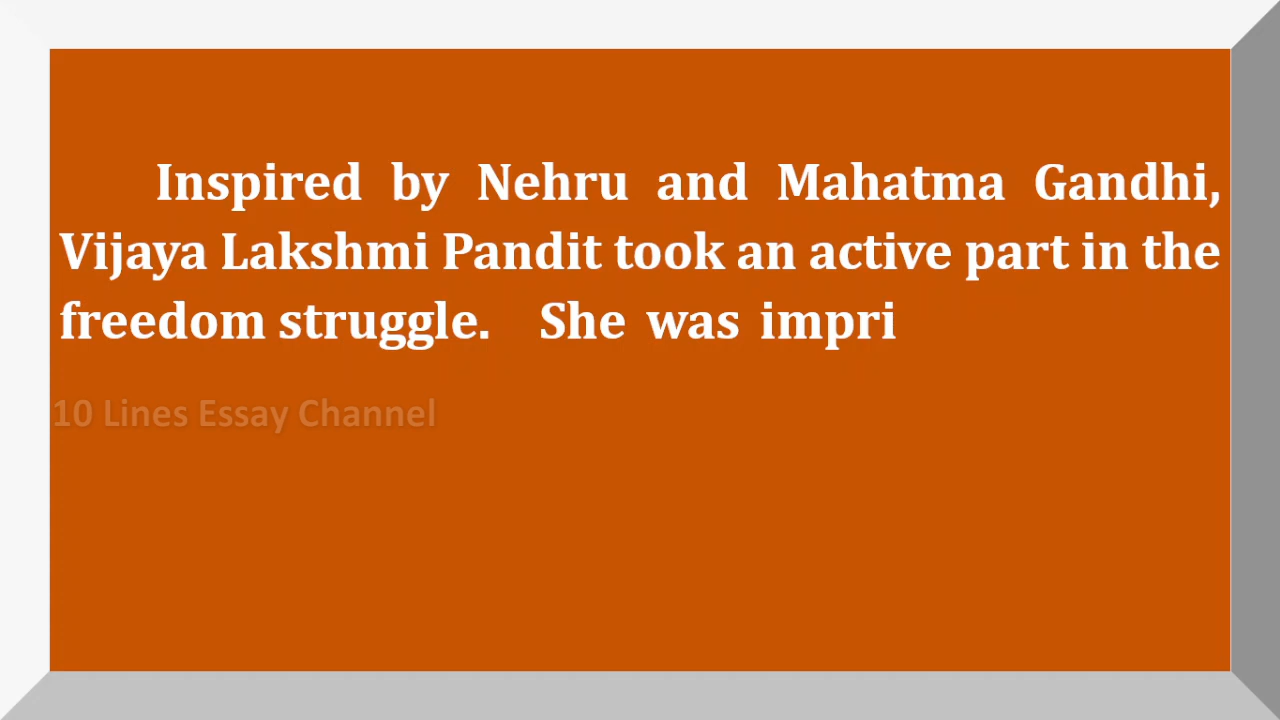 Inspired by Nehru and Mahatma Gandhi,
Vijaya Lakshmi Pandit took an active part in the
freedom struggle. She was impri
10 Lines Essay Channel